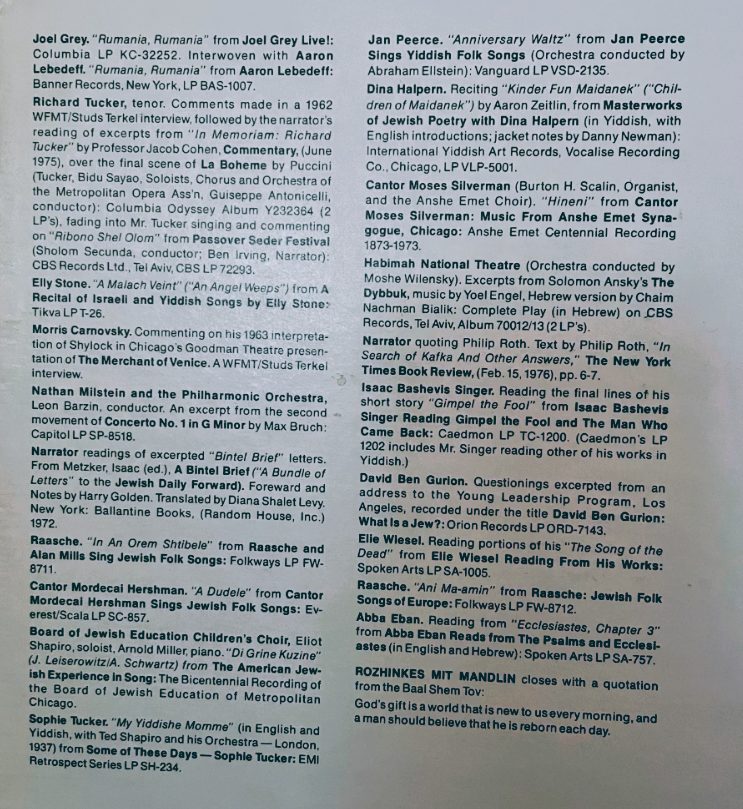 Joel Grey. "Rumania, Rumania" from Joel Grey Live!:
Columbia LP KC-32252. Interwoven with Aaron
Lebedeff. "Rumania, Rumania" from Aaron Lebedeff:
Banner Records, New York, LP BAS-1007.
Richard Tucker, tenor. Comments made in a 1962
WFMT/Studs Terkel interview, followed by the narrator's
reading of excerpts from "In Memoriam: Richard
Tucker" by Professor Jacob Cohen, Commentary, (June
1975), over the final scene of La Boheme by Puccini
(Tucker, Bidu Sayao, Soloists, Chorus and Orchestra of
the Metropolitan Opera Ass'n, Guiseppe Antonicelli,
conductor): Columbia Odyssey Album Y232364 (2
LP's), fading into Mr. Tucker singing and commenting
on "Ribono Shel Olom" from Passover Seder Festival
(Sholom Secunda, conductor; Ben Irving, Narrator):
CBS Records Ltd., Tel Aviv, CBS LP 72293.
Elly Stone. "A Malach Veint" ("An Angel Weeps") from A
Recital of Israeli and Yiddish Songs by Elly Stone:
Tikva LP T-26.
Morris Carnovsky. Commenting on his 1963 interpreta-
tion of Shylock in Chicago's Goodman Theatre presen-
tation of The Merchant of Venice. A WFMT/Studs Terkel
interview.
Nathan Milstein and the Philharmonic Orchestra,
Leon Barzin, conductor. An excerpt from the second
movement of Concerto No. 1 in G Minor by Max Bruch:
Capitol LP SP-8518.
Narrator readings of excerpted "Bintel Brief" letters.
From Metzker, Isaac (ed.), A Bintel Brief ("A Bundle of
Letters" to the Jewish Daily Forward). Foreward and
Notes by Harry Golden. Translated by Diana Shalet Levy.
New York: Ballantine Books, (Random House, Inc.)
1972.
Raasche. "In An Orem Shtibele" from Raasche and
Alan Mills Sing Jewish Folk Songs: Folkways LP FW-
8711.
Cantor Mordecai Hershman. "A Dudele" from Cantor
Mordecai Hershman Sings Jewish Folk Songs: Ev-
erest/Scala LP SC-857.
Board of Jewish Education Children's Choir, Eliot
Shapiro, soloist, Arnold Miller, piano. "Di Grine Kuzine"
(J. Leiserowitz/A. Schwartz) from The American Jew-
ish Experience In Song: The Bicentennial Recording of
the Board of Jewish Education of Metropolitan
Chicago.
Sophie Tucker. "My Yiddishe Momme" (in English and
Yiddish, with Ted Shapiro and his Orchestra — London,
1937) from Some of These Days — Sophie Tucker: EMI
Retrospect Series LP SH-234.
Jan Peerce. "Anniversary Waltz" from Jan Peerce
Sings Yiddish Folk Songs (Orchestra conducted by
Abraham Ellstein): Vanguard LP VSD-2135.
Dina Halpern. Reciting "Kinder Fun Maidanek" ("Chil-
dren of Maidanek") by Aaron Zeitlin, from Masterworks
of Jewish Poetry with Dina Halpern (in Yiddish, with
English introductions; jacket notes by Danny Newman):
International Yiddish Art Records, Vocalise Recording
Co., Chicago, LP VLP-5001.
Cantor Moses Silverman (Burton H. Scalin, Organist,
and the Anshe Emet Choir). "Hineni" from Cantor
Moses Silverman: Music From Anshe Emet Syna-
gogue, Chicago: Anshe Emet Centennial Recording
1873-1973.
Habimah National Theatre (Orchestra conducted by
Moshe Wilensky). Excerpts from Solomon Ansky's The
Dybbuk, music by Yoel Engel, Hebrew version by Chaim
Nachman Bialik: Complete Play (in Hebrew) on CBS
Records, Tel Aviv, Album 70012/13 (2 LP's).
Narrator quoting Philip Roth. Text by Philip Roth, "In
Search of Kafka And Other Answers," The New York
Times Book Review, (Feb. 15, 1976), pp. 6-7.
Isaac Bashevis Singer. Reading the final lines of his
short story "Gimpel the Fool" from Isaac Bashevis
Singer Reading Gimpel the Fool and The Man Who
Came Back: Caedmon LP TC-1200. (Caedmon's LP
1202 includes Mr. Singer reading other of his works in
Yiddish.)
David Ben Gurion. Questionings excerpted from an
address to the Young Leadership Program, Los
Angeles, recorded under the title David Ben Gurion:
What Is a Jew?: Orion Records LP ORD-7143.
Elie Wiesel. Reading portions of his "The Song of the
Dead" from Elie Wiesel Reading From His Works:
Spoken Arts LP SA-1005.
Raasche. "Ani Ma-amin" from Raasche: Jewish Folk
Songs of Europe: Folkways LP FW-8712.
Abba Eban. Reading from "Ecclesiastes, Chapter 3"
from Abba Eban Reads from The Psalms and Ecclesi-
astes (in English and Hebrew): Spoken Arts LP SA-757.
ROZHINKES MIT MANDLIN closes with a quotation
from the Baal Shem Tov:
God's gift is a world that is new to us every morning, and
a man should believe that he is reborn each day.